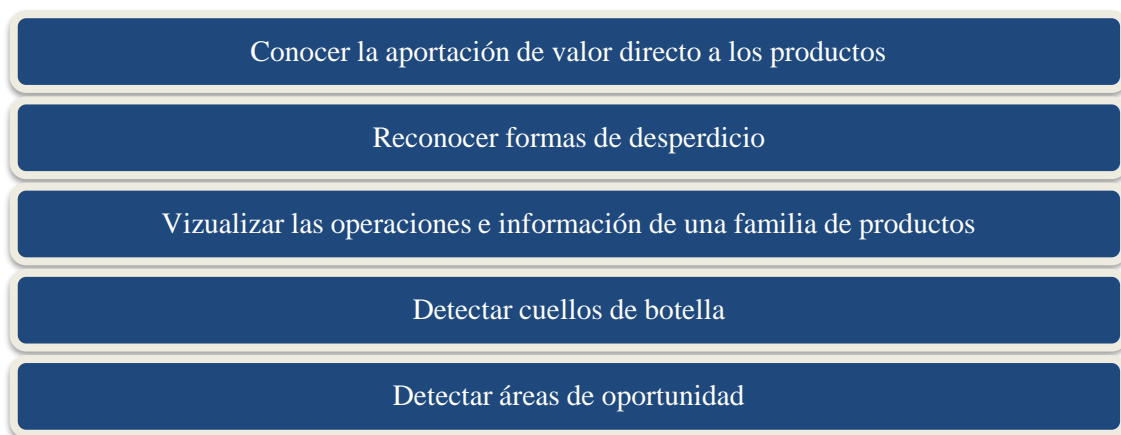 Conocer la aportación de valor directo a los productos
Reconocer formas de desperdicio
Vizualizar las operaciones e información de una familia de productos
Detectar cuellos de botella
Detectar áreas de oportunidad